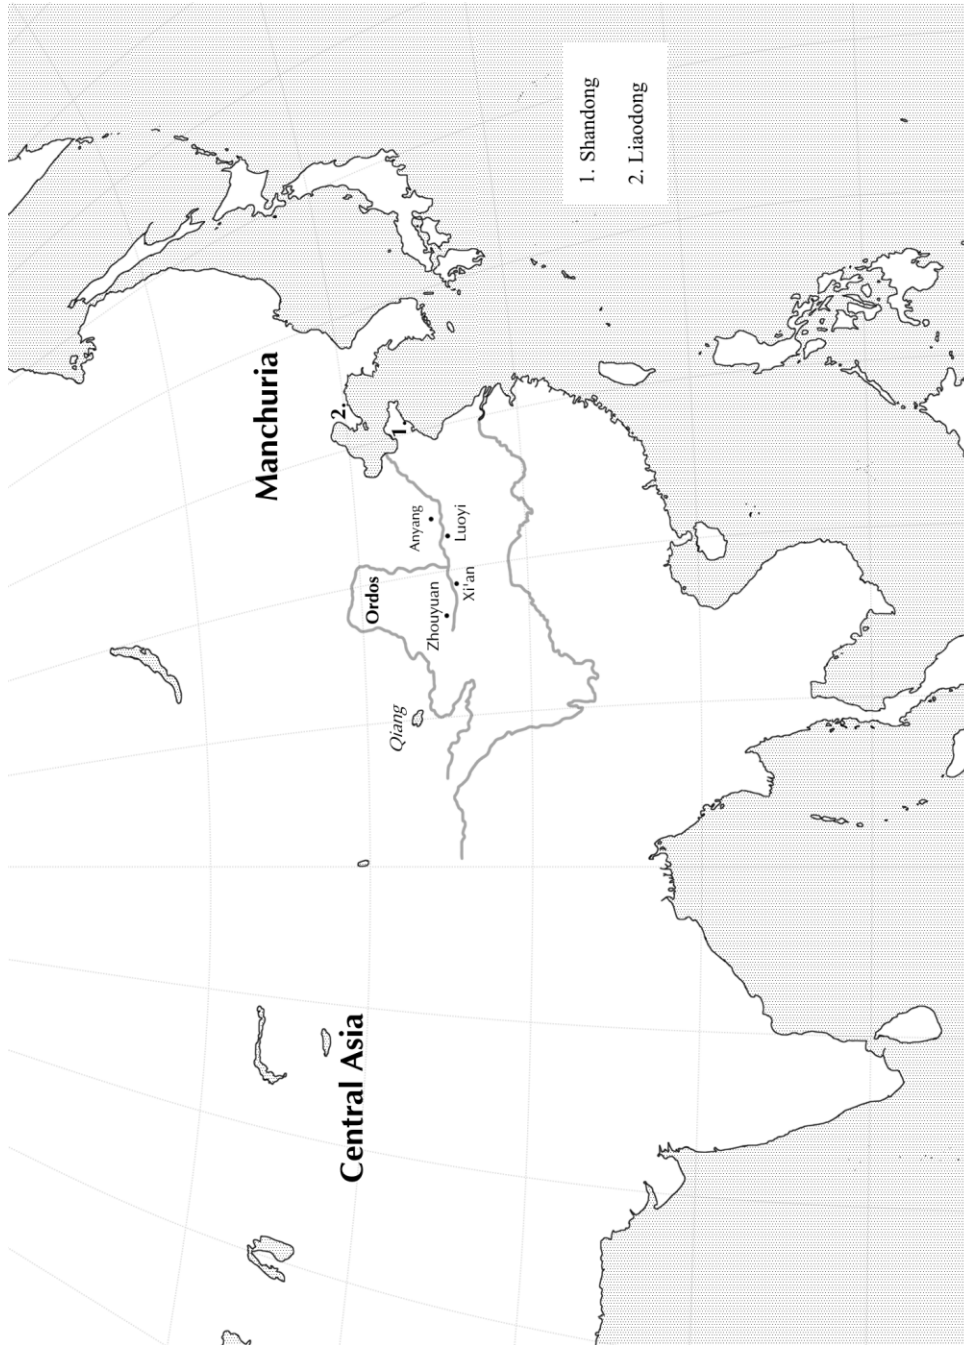 Manchuria
Central Asia
Ordos
Qiang
Anyang
Luoyi
Zhouyuan
Xi'an
1.
2.
1. Shandong
2. Liaodong